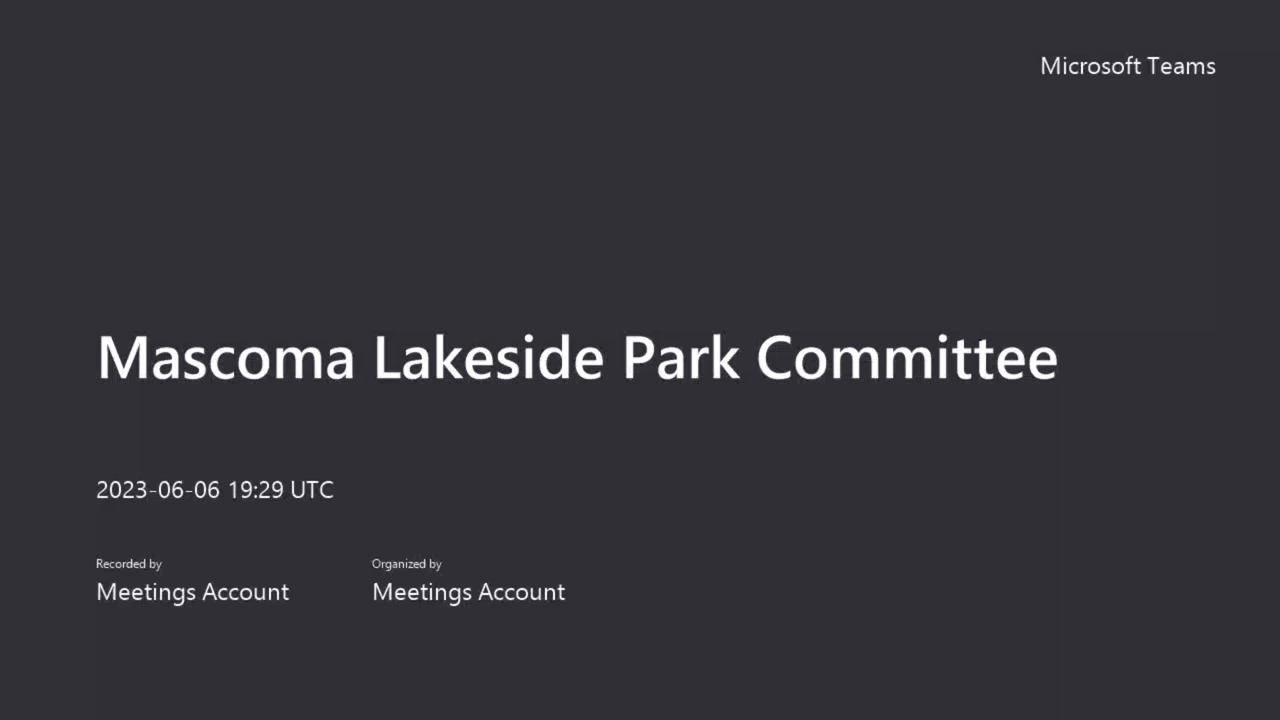 Microsoft Teams
Mascoma Lakeside Park Committee
2023-06-06 19:29 UTC
Recorded by
Meetings Account
Organized by
Meetings Account